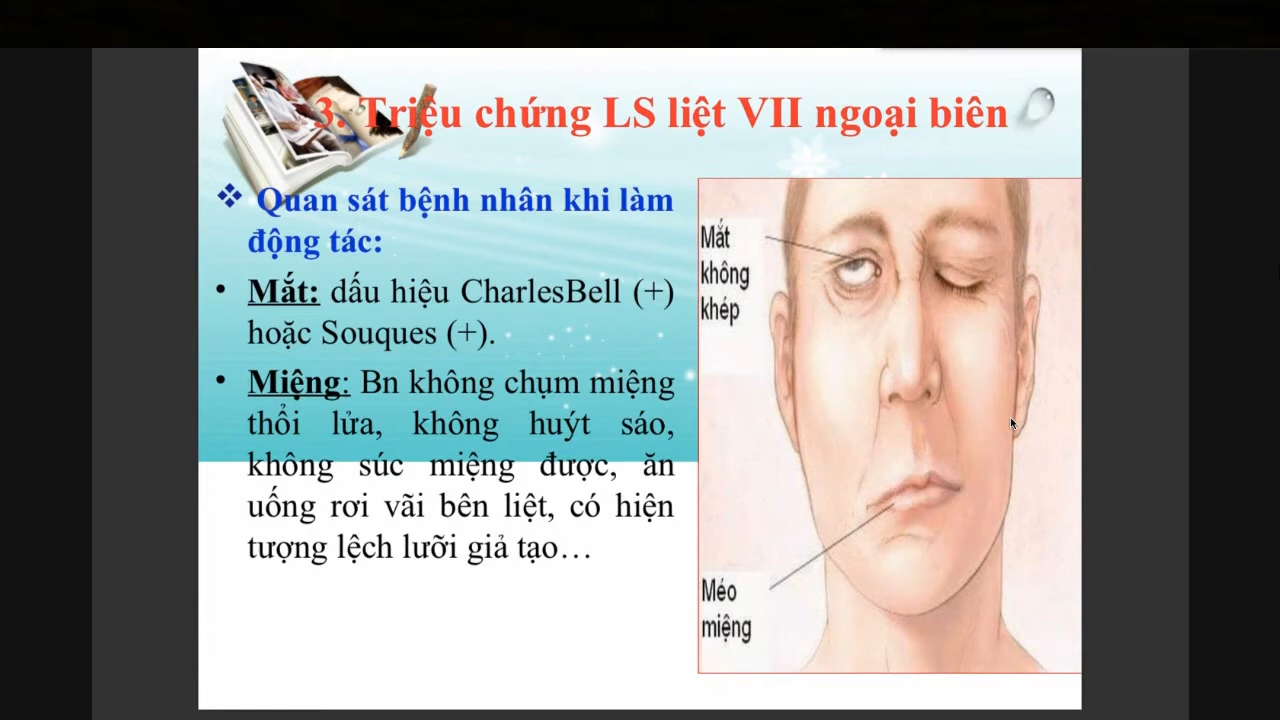 3. Triệu chứng LS liệt VII ngoại biên
❖ Quan sát bệnh nhân khi làm
động tác:
• Mắt: dấu hiệu CharlesBell (+)
hoặc Souques (+).
• Miệng: Bn không chụm miệng
thổi lửa, không huýt sáo,
không súc miệng được, ăn
uống rơi vãi bên liệt, có hiện
tượng lệch lưỡi giả tạo…
Mắt
không
khép
Méo
miệng